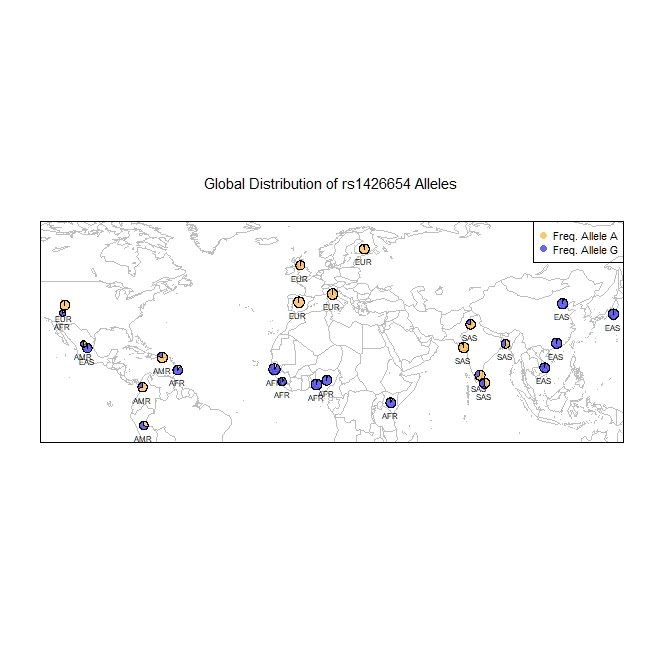 Global Distribution of rs1426654 Alleles
Freq. Allele A
Freq. Allele G
EUR
EUR
EUR
EUR
EUR
AFR
EAS
EAS
SAS
AMR
EAS
SAS
EAS
AMR
AFR
AFR
EAS
SAS
SAS
AMR
AFR
AFR
AFR
AFR
AMR